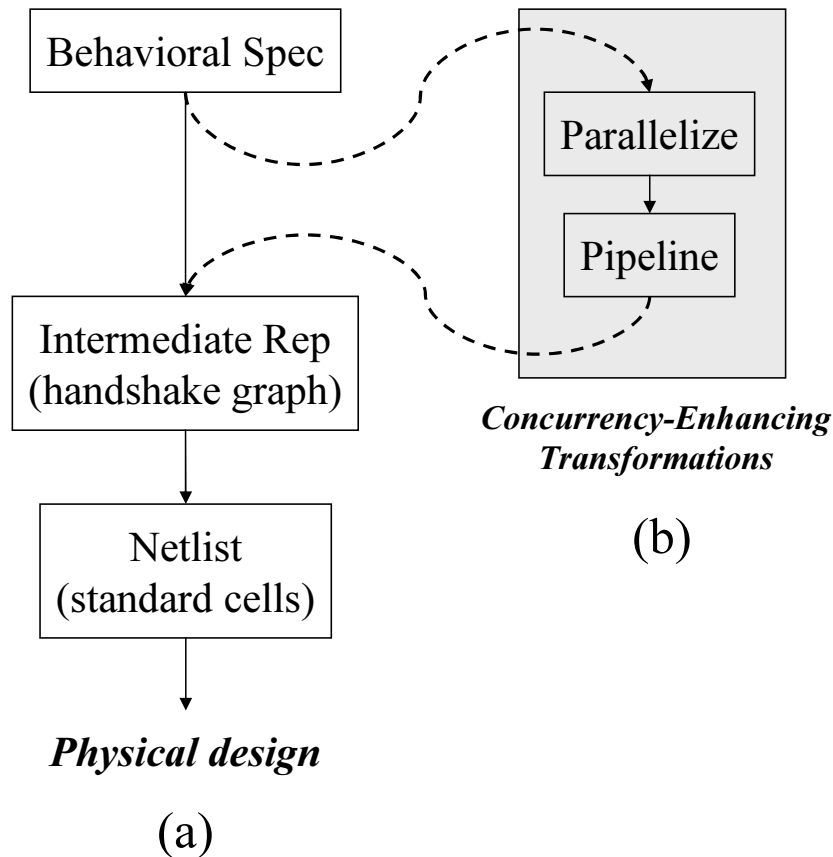 Behavioral Spec
Parallelize
Pipeline
Intermediate Rep
(handshake graph)
Concurrency-Enhancing
Transformations
Netlist
(standard cells)
(b)
Physical design
(a)